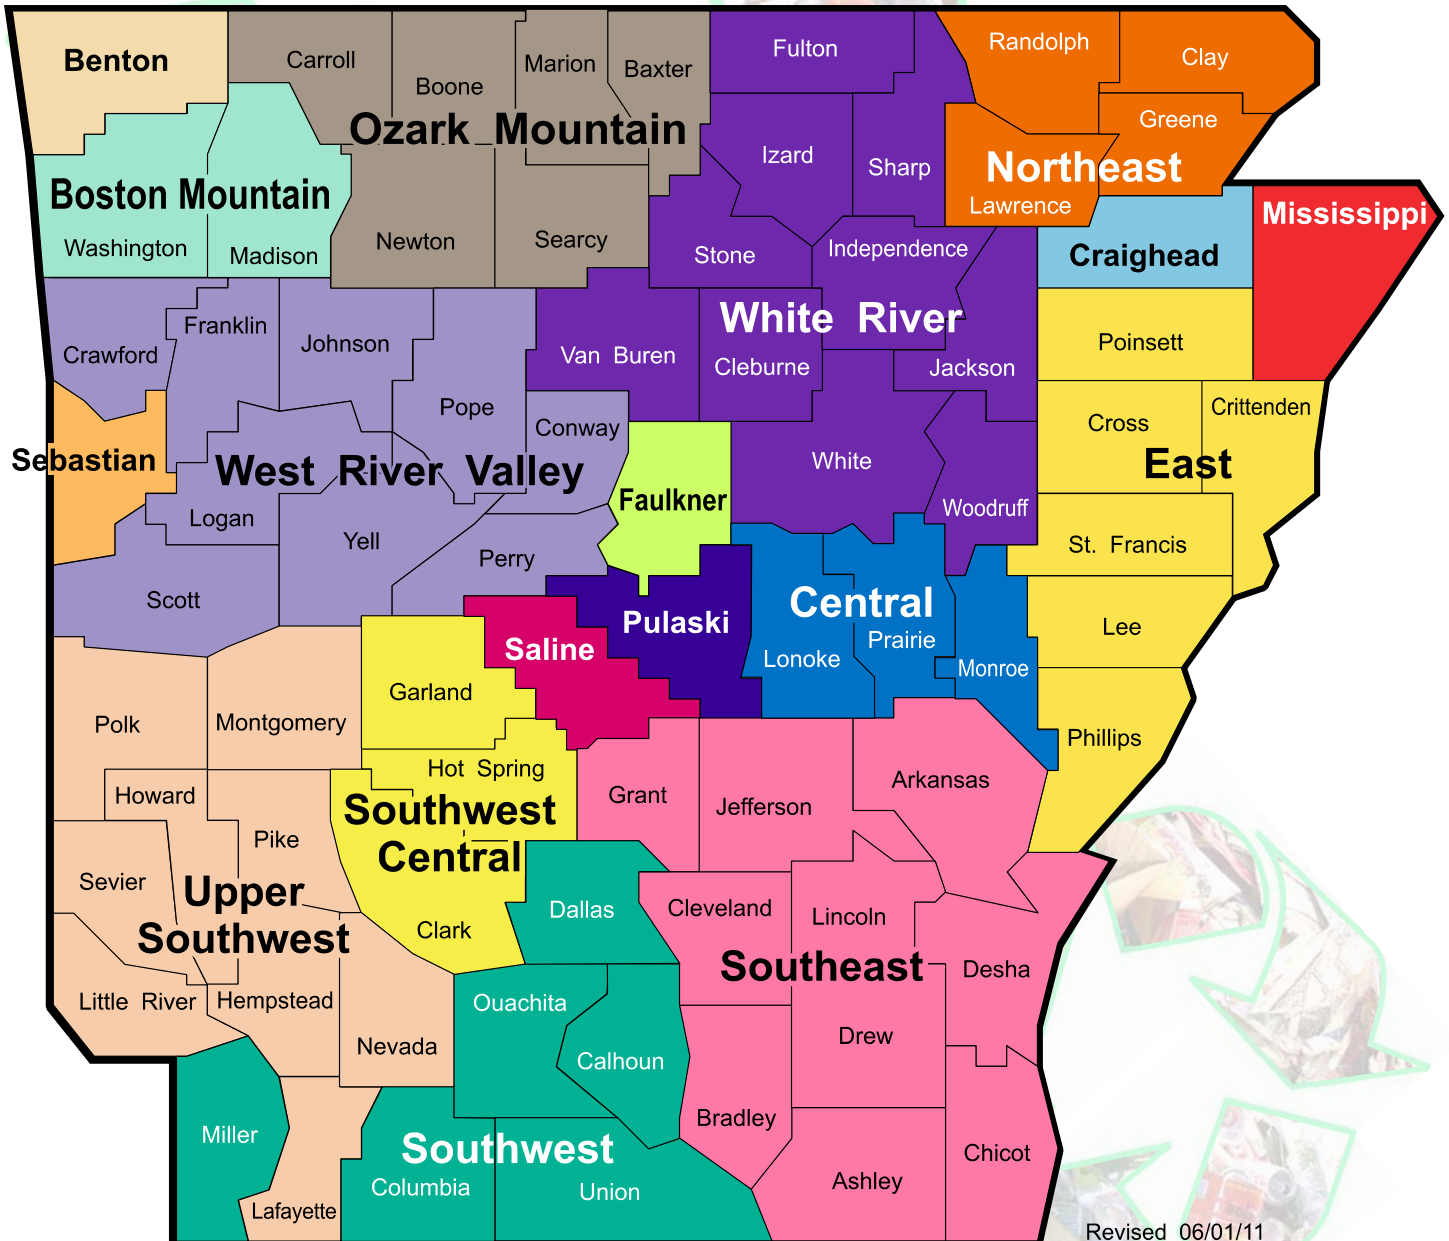 Benton
Carroll
Boone
Marion
Baxter
Fulton
Randolph
Clay
Greene
Ozark Mountain
Izard
Sharp
Northeast
Lawrence
Boston Mountain
Washington
Madison
Newton
Searcy
Stone
Independence
Craighead
Mississippi
Crawford
Franklin
Johnson
Van Buren
White River
Cleburne
Jackson
Poinsett
Pope
Conway
Cross
Crittenden
Sebastian
West River Valley
White
East
Logan
Faulkner
Woodruff
Yell
Perry
St. Francis
Scott
Saline
Pulaski
Central
Lonoke
Prairie
Monroe
Lee
Polk
Montgomery
Garland
Phillips
Howard
Hot Spring
Grant
Jefferson
Arkansas
Pike
Southwest
Central
Sevier
Upper
Southwest
Clark
Dallas
Cleveland
Lincoln
Southeast
Desha
Little River
Hempstead
Nevada
Ouachita
Calhoun
Drew
Bradley
Miller
Southwest
Columbia
Union
Lafayette
Ashley
Chicot
Revised 06/01/11